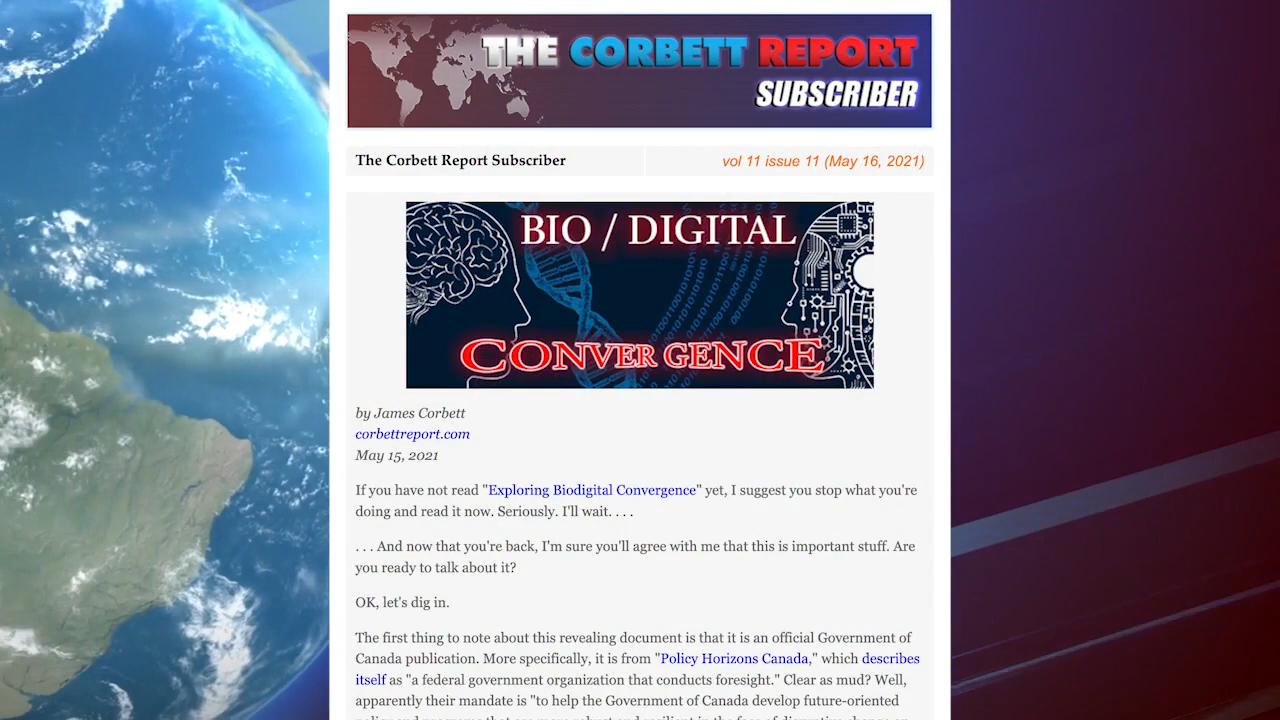 THE CORBETT REPORT
SUBSCRIBER
The Corbett Report Subscriber
vol 11 issue 11 (May 16, 2021)
BIO / DIGITAL
CONVERGENCE
by James Corbett
corbettreport.com
May 15, 2021
If you have not read "Exploring Biodigital Convergence" yet, I suggest you stop what you're
doing and read it now. Seriously. I'll wait. . . .
. . . And now that you're back, I'm sure you'll agree with me that this is important stuff. Are
you ready to talk about it?
OK, let's dig in.
The first thing to note about this revealing document is that it is an official Government of
Canada publication. More specifically, it is from "Policy Horizons Canada," which describes
itself as "a federal government organization that conducts foresight." Clear as mud? Well,
apparently their mandate is "to help the Government of Canada develop future-oriented